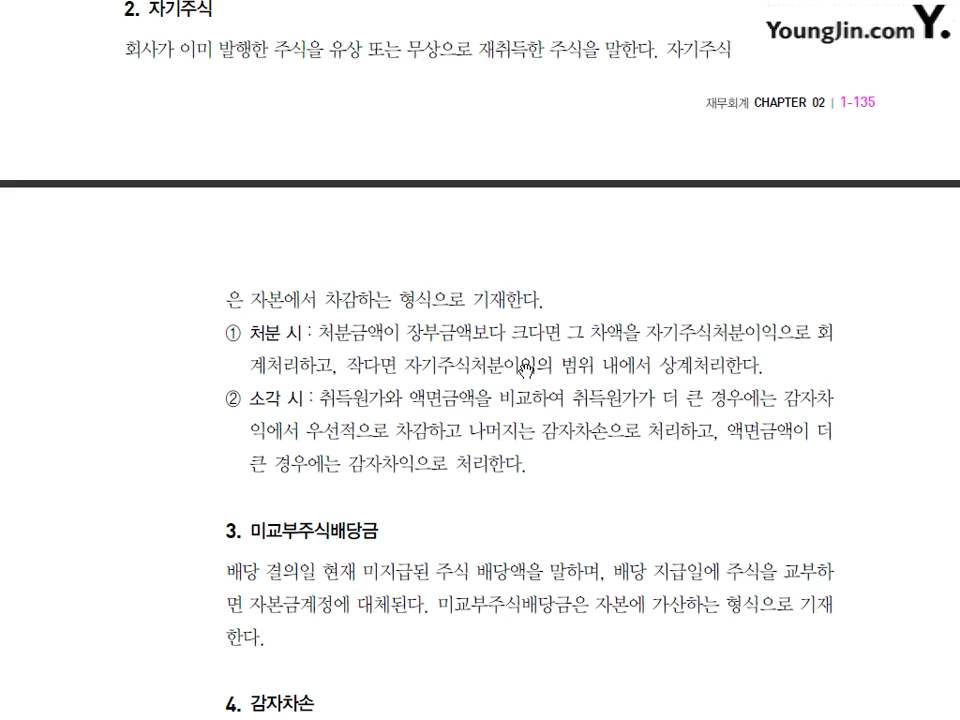 2. 자기주식
YoungJin.com Y.
회사가 이미 발행한 주식을 유상 또는 무상으로 재취득한 주식을 말한다. 자기주식
재무회계 CHAPTER 02 | 1-135
은 자본에서 차감하는 형식으로 기재한다.
① 처분 시 : 처분금액이 장부금액보다 크다면 그 차액을 자기주식처분이익으로 회
계처리하고, 작다면 자기주식처분이익의 범위 내에서 상계처리한다.
② 소각 시 : 취득원가와 액면금액을 비교하여 취득원가가 더 큰 경우에는 감자차
익에서 우선적으로 차감하고 나머지는 감자차손으로 처리하고, 액면금액이 더
큰 경우에는 감자차익으로 처리한다.
3. 미교부주식배당금
배당 결의일 현재 미지급된 주식 배당액을 말하며, 배당 지급일에 주식을 교부하
면 자본금계정에 대체된다. 미교부주식배당금은 자본에 가산하는 형식으로 기재
한다.
4. 감자차손